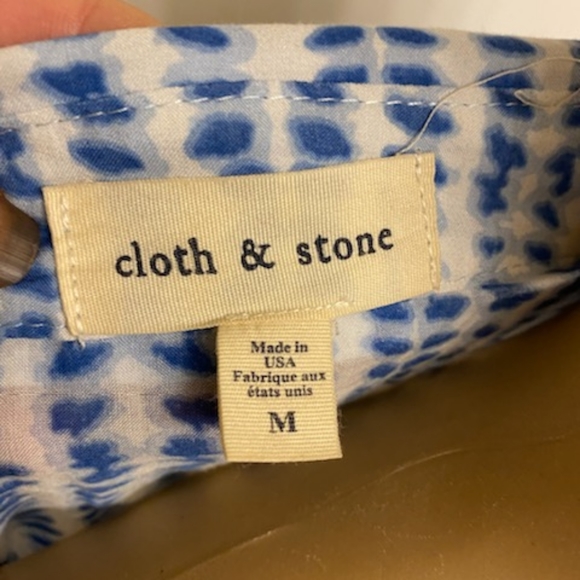 cloth & stone
Made in
USA
Fabrique aux
états unis
M